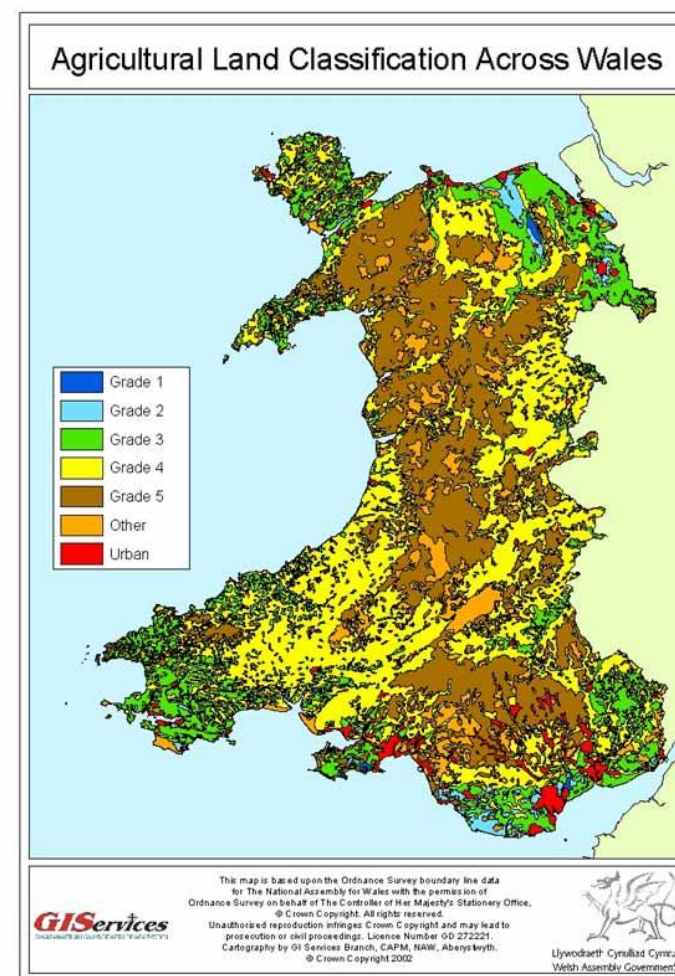 Agricultural Land Classification Across Wales
Grade 1
Grade 2
Grade 3
Grade 4
Grade 5
Other
Urban
GIServices
This map is based upon the Ordnance Survey boundary line data
for The National Assembly for Wales with the permission of
Ordnance Survey on behalf of The Controller of Her Majesty's Stationery Office,
© Crown Copyright. All rights reserved.
Unauthorised reproduction infringes Crown Copyright and may lead to
prosecution or civil proceedings. Licence Number GD 272221.
Cartography by GI Services Branch, CAPM, NAW, Aberystwyth.
© Crown Copyright 2002
Llywodraeth Cynulliad Cymru
Welsh Assembly Government